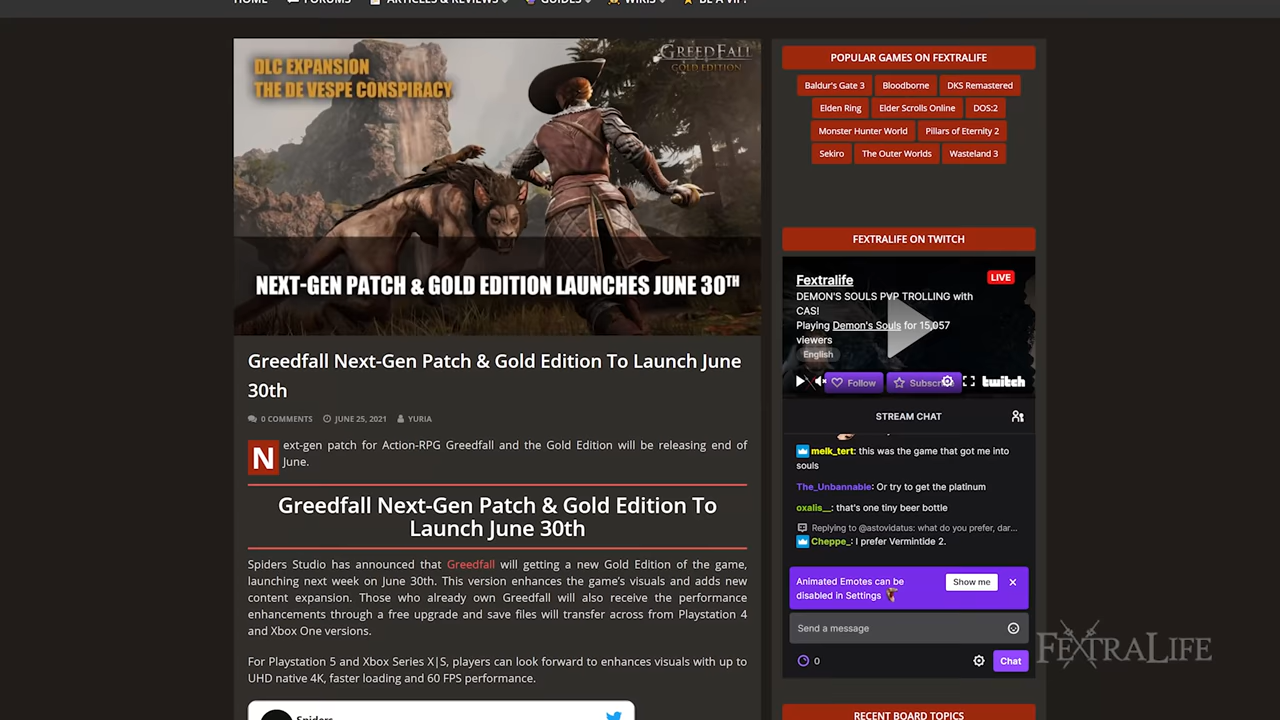 HOME
FORUMS
ARTICLES & REVIEWS
GUIDES
WIKIS
BE A VIP!
GREEDFALL
GOLD EDITION
DLC EXPANSION
THE DE VESPE CONSPIRACY
NEXT-GEN PATCH & GOLD EDITION LAUNCHES JUNE 30TH
Greedfall Next-Gen Patch & Gold Edition To Launch June
30th
0 COMMENTS JUNE 25, 2021 YURIA
Next-gen patch for Action-RPG Greedfall and the Gold Edition will be releasing end of
June.
Greedfall Next-Gen Patch & Gold Edition To
Launch June 30th
Spiders Studio has announced that Greedfall will getting a new Gold Edition of the game,
launching next week on June 30th. This version enhances the game's visuals and adds new
content expansion. Those who already own Greedfall will also receive the performance
enhancements through a free upgrade and save files will transfer across from Playstation 4
and Xbox One versions.
For Playstation 5 and Xbox Series X|S, players can look forward to enhances visuals with up to
UHD native 4K, faster loading and 60 FPS performance.
Spiders
POPULAR GAMES ON FEXTRALIFE
Baldur's Gate 3 Bloodborne DKS Remastered
Elden Ring Elder Scrolls Online DOS:2
Monster Hunter World Pillars of Eternity 2
Sekiro The Outer Worlds Wasteland 3
FEXTRALIFE ON TWITCH
Fextralife LIVE
DEMON'S SOULS PVP TROLLING with
CAS!
Playing Demon's Souls for 15,057
viewers
English
Follow Subscr twitch
STREAM CHAT
melk_tert: this was the game that got me into
souls
The_Unbannable: Or try to get the platinum
oxalis__: that's one tiny beer bottle
Replying to @astovidatus: what do you prefer, dar...
Cheppe_: I prefer Vermintide 2.
Animated Emotes can be
disabled in Settings
Show me
Send a message
0 Chat
RECENT BOARD TOPICS
FEXTRALIFE